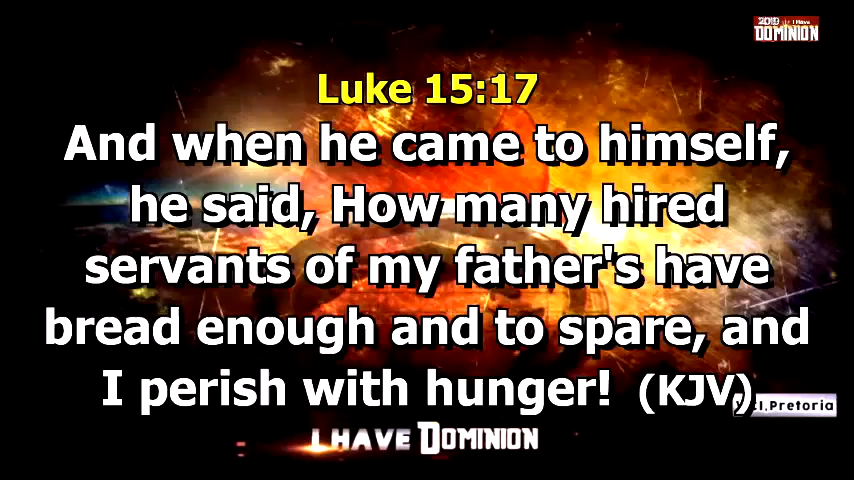 2019 I Have
DOMINION
Luke 15:17
And when he came to himself,
he said, How many hired
servants of my father's have
bread enough and to spare, and
I perish with hunger! (KJV)
Pretoria
I HAVE DOMINION